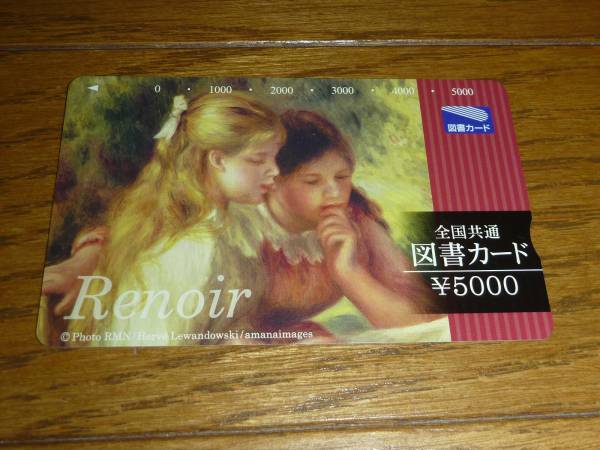 0 ・ 1000 ・ 2000 ・ 3000 ・ 4000 ・ 5000
図書カード
全国共通
図書カード
¥5000
Renoir
© Photo RMN/Hervé Lewandowski/amanaimages